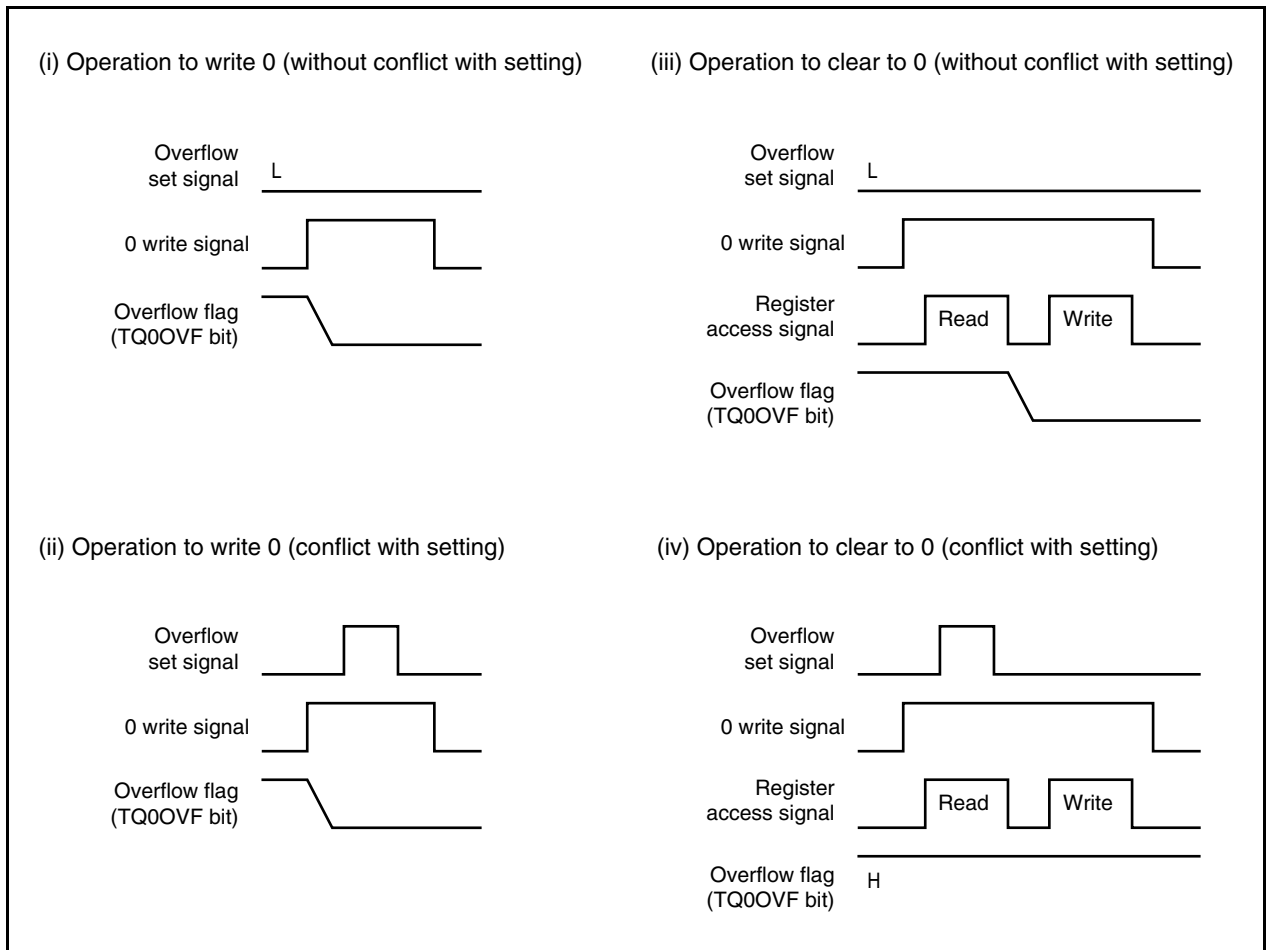 (i) Operation to write 0 (without conflict with setting)
Overflow
set signal
L
0 write signal
Overflow flag
(TQ0OVF bit)
(iii) Operation to clear to 0 (without conflict with setting)
Overflow
set signal
L
0 write signal
Register
access signal
Read
Write
Overflow flag
(TQ0OVF bit)
(ii) Operation to write 0 (conflict with setting)
Overflow
set signal
0 write signal
Overflow flag
(TQ0OVF bit)
(iv) Operation to clear to 0 (conflict with setting)
Overflow
set signal
0 write signal
Register
access signal
Read
Write
Overflow flag
(TQ0OVF bit)
H